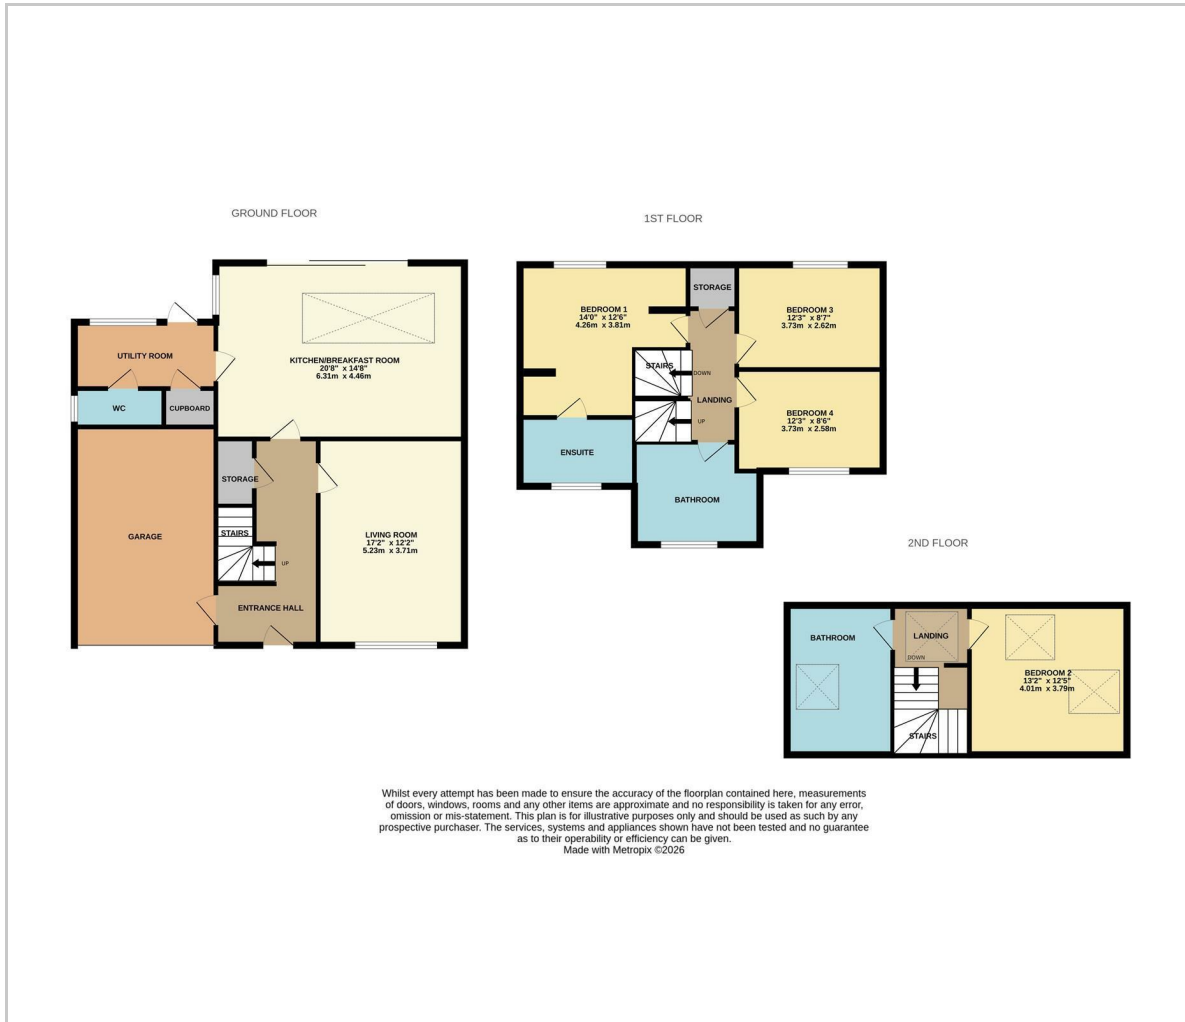 GROUND FLOOR
KITCHEN/BREAKFAST ROOM
20'8" x 14'8"
6.31m x 4.46m
UTILITY ROOM
WC
CUPBOARD
STORAGE
GARAGE
STAIRS
UP
LIVING ROOM
17'2" x 12'2"
5.23m x 3.71m
ENTRANCE HALL
1ST FLOOR
BEDROOM 1
14'0" x 12'6"
4.26m x 3.81m
STORAGE
BEDROOM 3
12'3" x 8'7"
3.73m x 2.62m
STAIRS
DOWN
LANDING
UP
BEDROOM 4
12'3" x 8'6"
3.73m x 2.58m
ENSUITE
BATHROOM
2ND FLOOR
BATHROOM
LANDING
DOWN
BEDROOM 2
13'2" x 12'5"
4.01m x 3.79m
STAIRS
Whilst every attempt has been made to ensure the accuracy of the floorplan contained here, measurements
of doors, windows, rooms and any other items are approximate and no responsibility is taken for any error,
omission or mis-statement. This plan is for illustrative purposes only and should be used as such by any
prospective purchaser. The services, systems and appliances shown have not been tested and no guarantee
as to their operability or efficiency can be given.
Made with Metropix ©2026